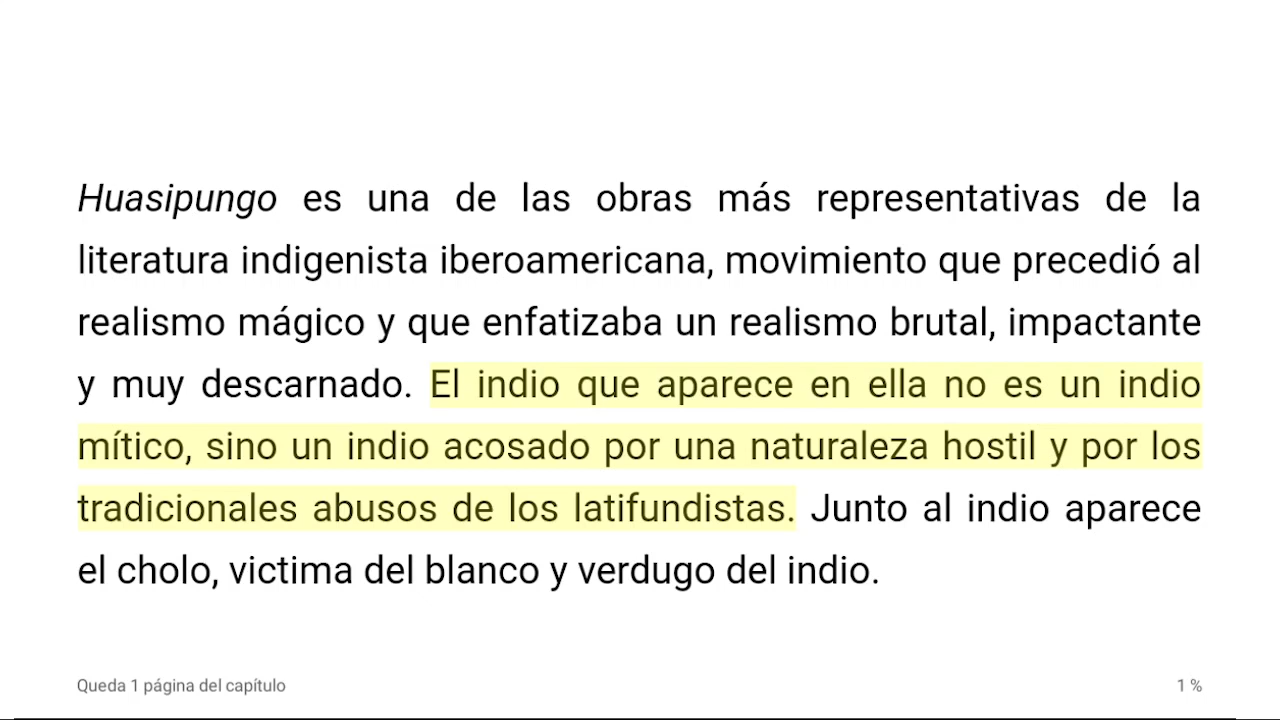 Huasipungo es una de las obras más representativas de la
literatura indigenista iberoamericana, movimiento que precedió al
realismo mágico y que enfatizaba un realismo brutal, impactante
y muy descarnado. El indio que aparece en ella no es un indio
mítico, sino un indio acosado por una naturaleza hostil y por los
tradicionales abusos de los latifundistas. Junto al indio aparece
el cholo, victima del blanco y verdugo del indio.
Queda 1 página del capítulo 1 %